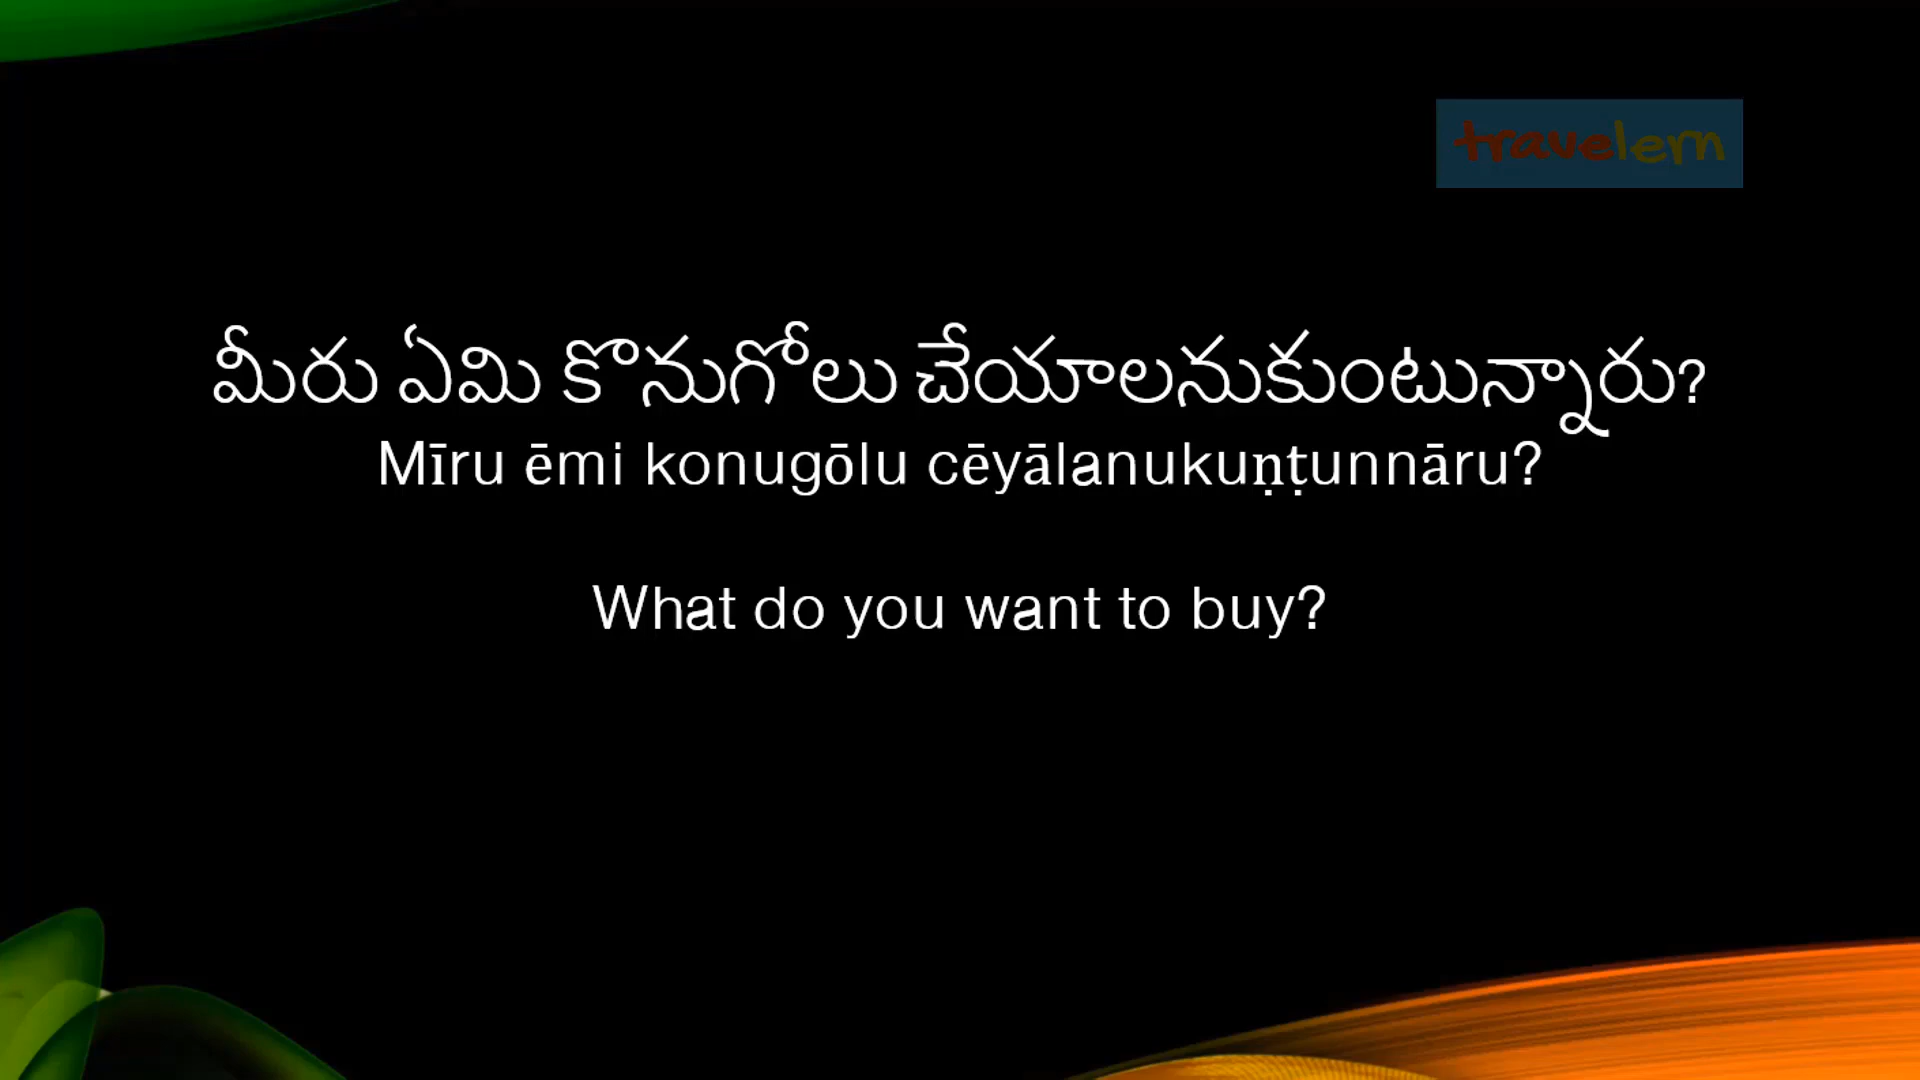 travelern
మీరు ఏమి కొనుగోలు చేయాలనుకుంటున్నారు?
Mīru ēmi konugōlu cēyālanukuṇṭunnāru?
What do you want to buy?